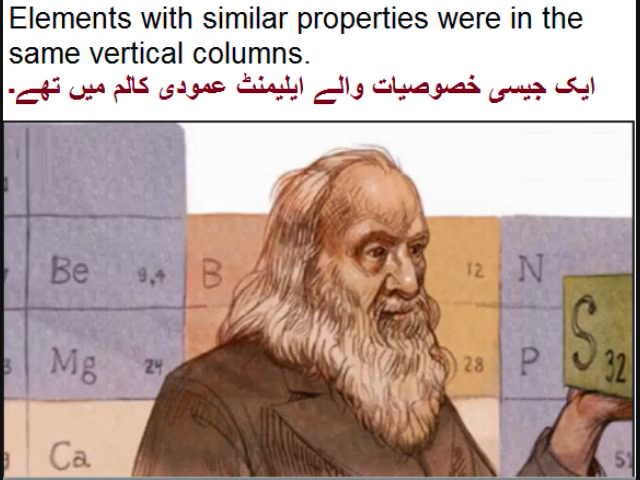 Elements with similar properties were in the
same vertical columns.
ایک جیسی خصوصیات والے ایلیمنٹ عمودی کالم میں تھے۔
Be 9,4 B 12 N
Mg 24 28 P S 32
Ca 51